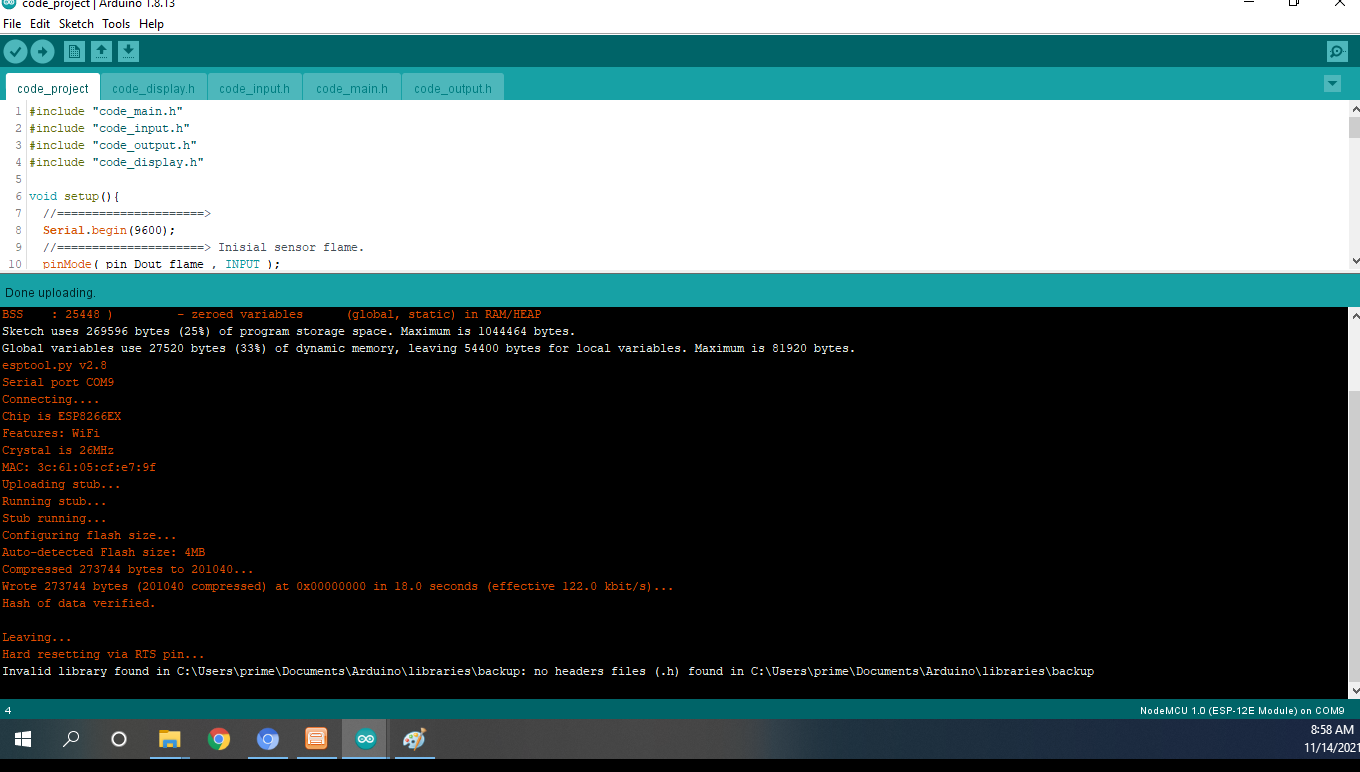 code_project | Arduino 1.8.13
File Edit Sketch Tools Help
code_project code_display.h code_input.h code_main.h code_output.h
1 #include "code_main.h"
2 #include "code_input.h"
3 #include "code_output.h"
4 #include "code_display.h"
5
6 void setup(){
7 //=====================>
8 Serial.begin(9600);
9 //=====================> Inisial sensor flame.
10 pinMode( pin Dout flame , INPUT );
Done uploading.
BSS : 25448 ) - zeroed variables (global, static) in RAM/HEAP
Sketch uses 269596 bytes (25%) of program storage space. Maximum is 1044464 bytes.
Global variables use 27520 bytes (33%) of dynamic memory, leaving 54400 bytes for local variables. Maximum is 81920 bytes.
esptool.py v2.8
Serial port COM9
Connecting....
Chip is ESP8266EX
Features: WiFi
Crystal is 26MHz
MAC: 3c:61:05:cf:e7:9f
Uploading stub...
Running stub...
Stub running...
Configuring flash size...
Auto-detected Flash size: 4MB
Compressed 273744 bytes to 201040...
Wrote 273744 bytes (201040 compressed) at 0x00000000 in 18.0 seconds (effective 122.0 kbit/s)...
Hash of data verified.
Leaving...
Hard resetting via RTS pin...
Invalid library found in C:\Users\prime\Documents\Arduino\libraries\backup: no headers files (.h) found in C:\Users\prime\Documents\Arduino\libraries\backup
4 NodeMCU 1.0 (ESP-12E Module) on COM9
8:58 AM
11/14/2021